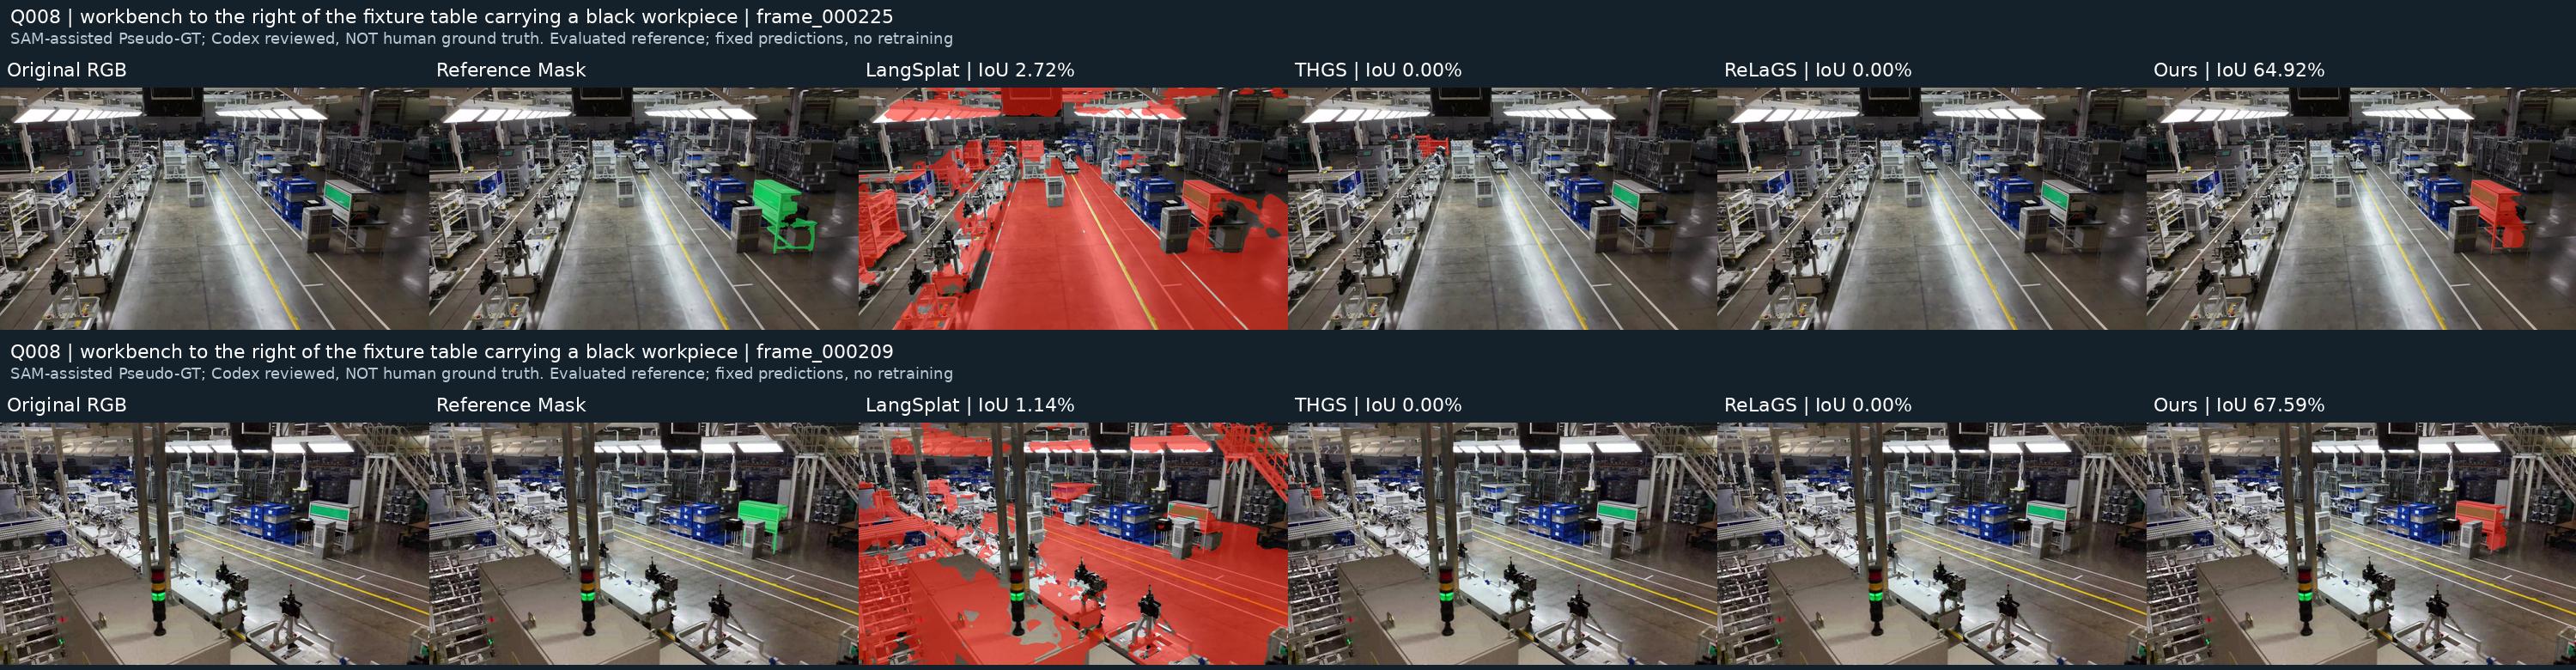 Q008 | workbench to the right of the fixture table carrying a black workpiece | frame_000225
SAM-assisted Pseudo-GT; Codex reviewed, NOT human ground truth. Evaluated reference; fixed predictions, no retraining
Original RGB
Reference Mask
LangSplat | IoU 2.72%
THGS | IoU 0.00%
ReLaGS | IoU 0.00%
Ours | IoU 64.92%
Q008 | workbench to the right of the fixture table carrying a black workpiece | frame_000209
SAM-assisted Pseudo-GT; Codex reviewed, NOT human ground truth. Evaluated reference; fixed predictions, no retraining
Original RGB
Reference Mask
LangSplat | IoU 1.14%
THGS | IoU 0.00%
ReLaGS | IoU 0.00%
Ours | IoU 67.59%